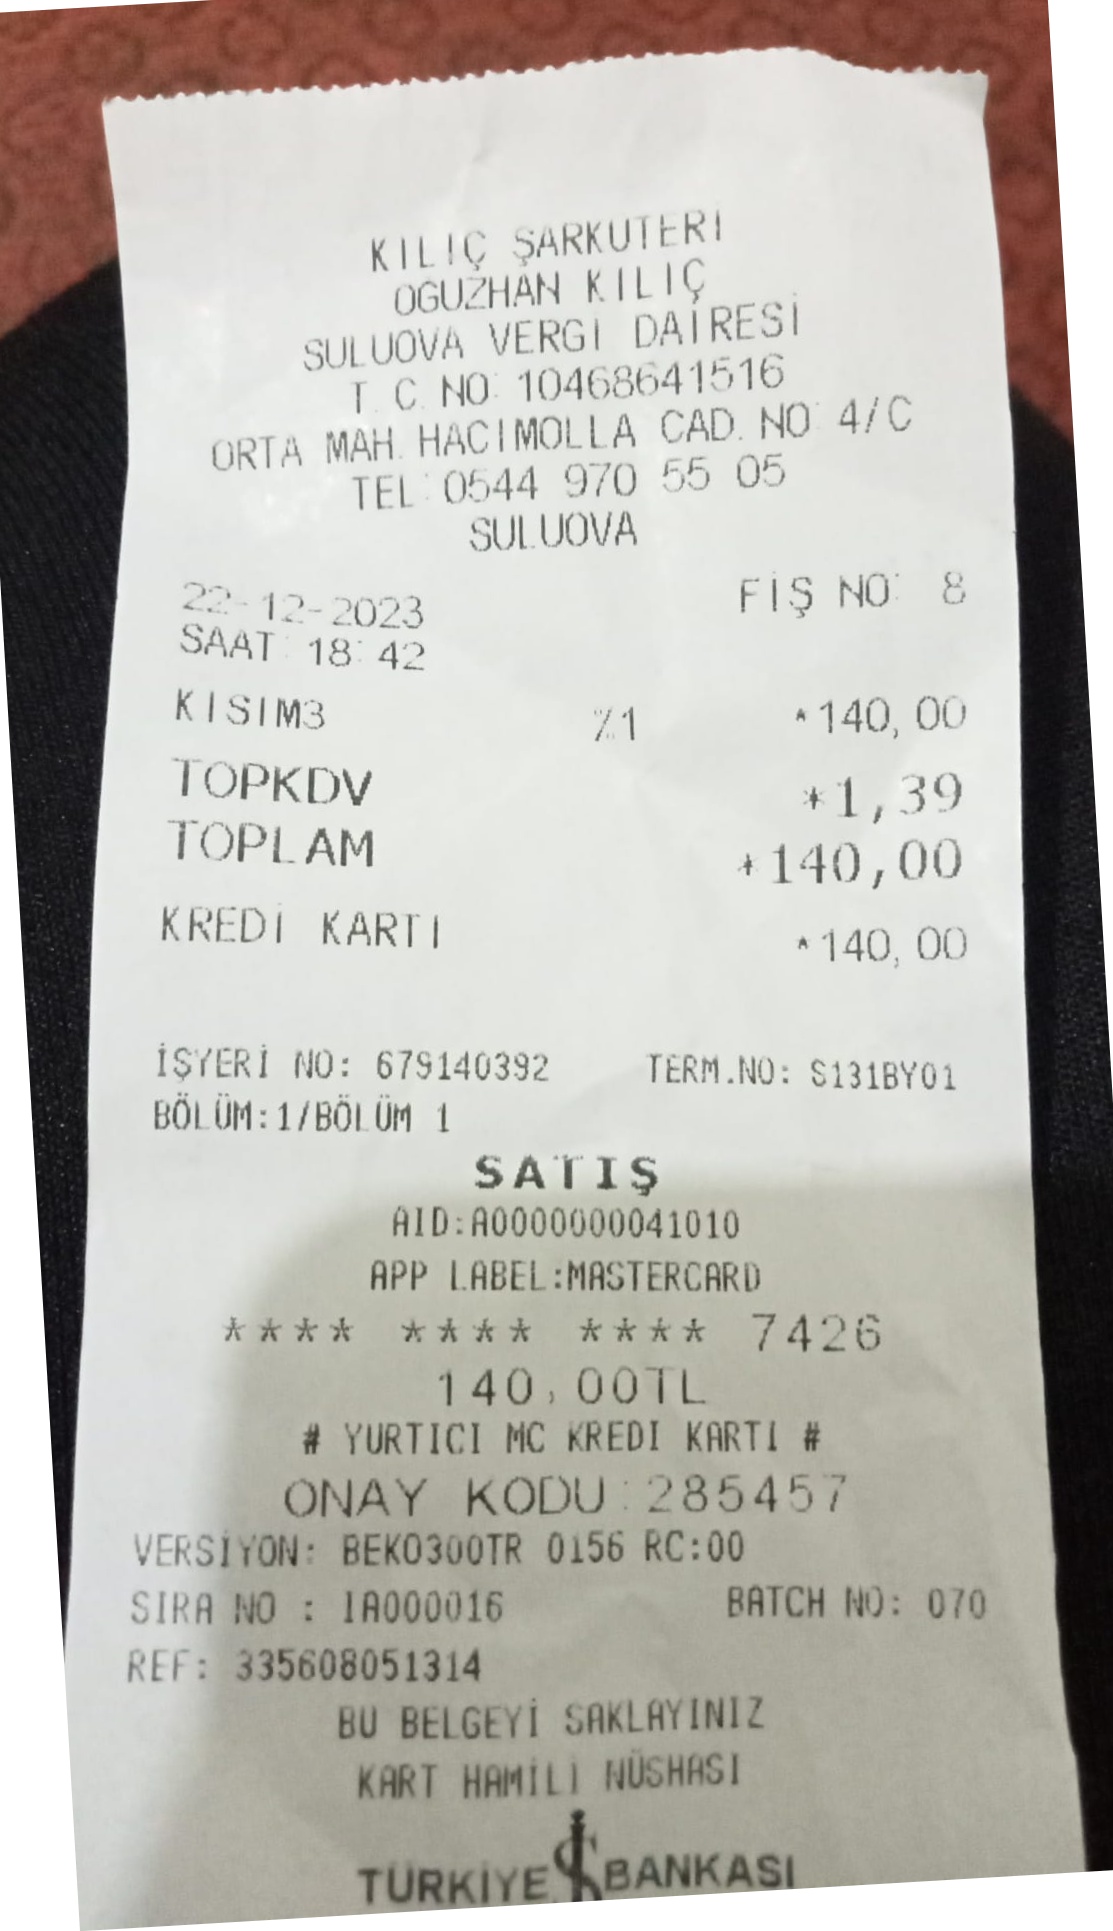 KILIÇ ŞARKUTERİ
OĞUZHAN KILIÇ
SULUOVA VERGİ DAİRESİ
T.C.NO:10468641516
ORTA MAH.HACIMOLLA CAD.NO:4/C
TEL:0544 970 55 05
SULUOVA
22-12-2023 FİŞ NO: 8
SAAT:18:42
KISIM3 %1 *140,00
TOPKDV *1,39
TOPLAM *140,00
KREDİ KARTI *140,00
İŞYERİ NO: 679140392 TERM.NO: S131BY01
BÖLÜM:1/BÖLÜM 1
SATIŞ
AID:A0000000041010
APP LABEL:MASTERCARD
**** **** **** 7426
140,00TL
# YURTICI MC KREDI KARTI #
ONAY KODU:285457
VERSİYON: BEKO300TR 0156 RC:00
SIRA NO : 1A000016 BATCH NO: 070
REF: 335608051314
BU BELGEYİ SAKLAYINIZ
KART HAMİLİ NÜSHASI
TÜRKİYE İŞ BANKASI